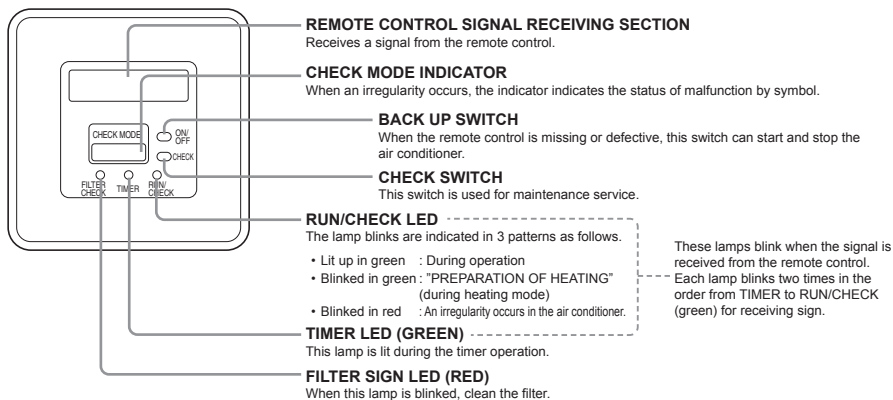 REMOTE CONTROL SIGNAL RECEIVING SECTION
Receives a signal from the remote control.
CHECK MODE INDICATOR
When an irregularity occurs, the indicator indicates the status of malfunction by symbol.
BACK UP SWITCH
When the remote control is missing or defective, this switch can start and stop the
air conditioner.
CHECK SWITCH
This switch is used for maintenance service.
RUN/CHECK LED
The lamp blinks are indicated in 3 patterns as follows.
• Lit up in green : During operation
• Blinked in green : "PREPARATION OF HEATING"
(during heating mode)
• Blinked in red : An irregularity occurs in the air conditioner.
These lamps blink when the signal is
received from the remote control.
Each lamp blinks two times in the
order from TIMER to RUN/CHECK
(green) for receiving sign.
TIMER LED (GREEN)
This lamp is lit during the timer operation.
FILTER SIGN LED (RED)
When this lamp is blinked, clean the filter.
CHECK MODE
ON/
OFF
CHECK
FILTER
CHECK
TIMER
RUN/
CHECK